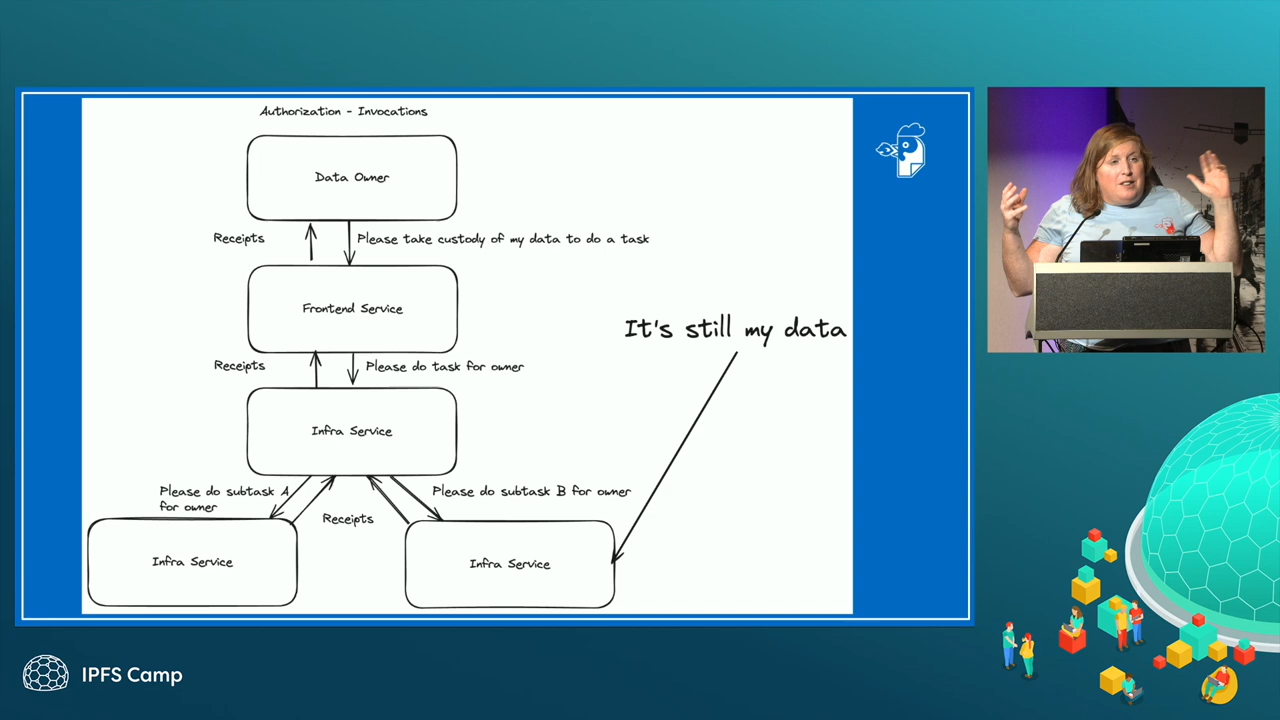 Authorization - Invocations
Data Owner
Receipts
Please take custody of my data to do a task
Frontend Service
It's still my data
Receipts
Please do task for owner
Infra Service
Please do subtask A
for owner
Please do subtask B for owner
Receipts
Infra Service
Infra Service
IPFS Camp